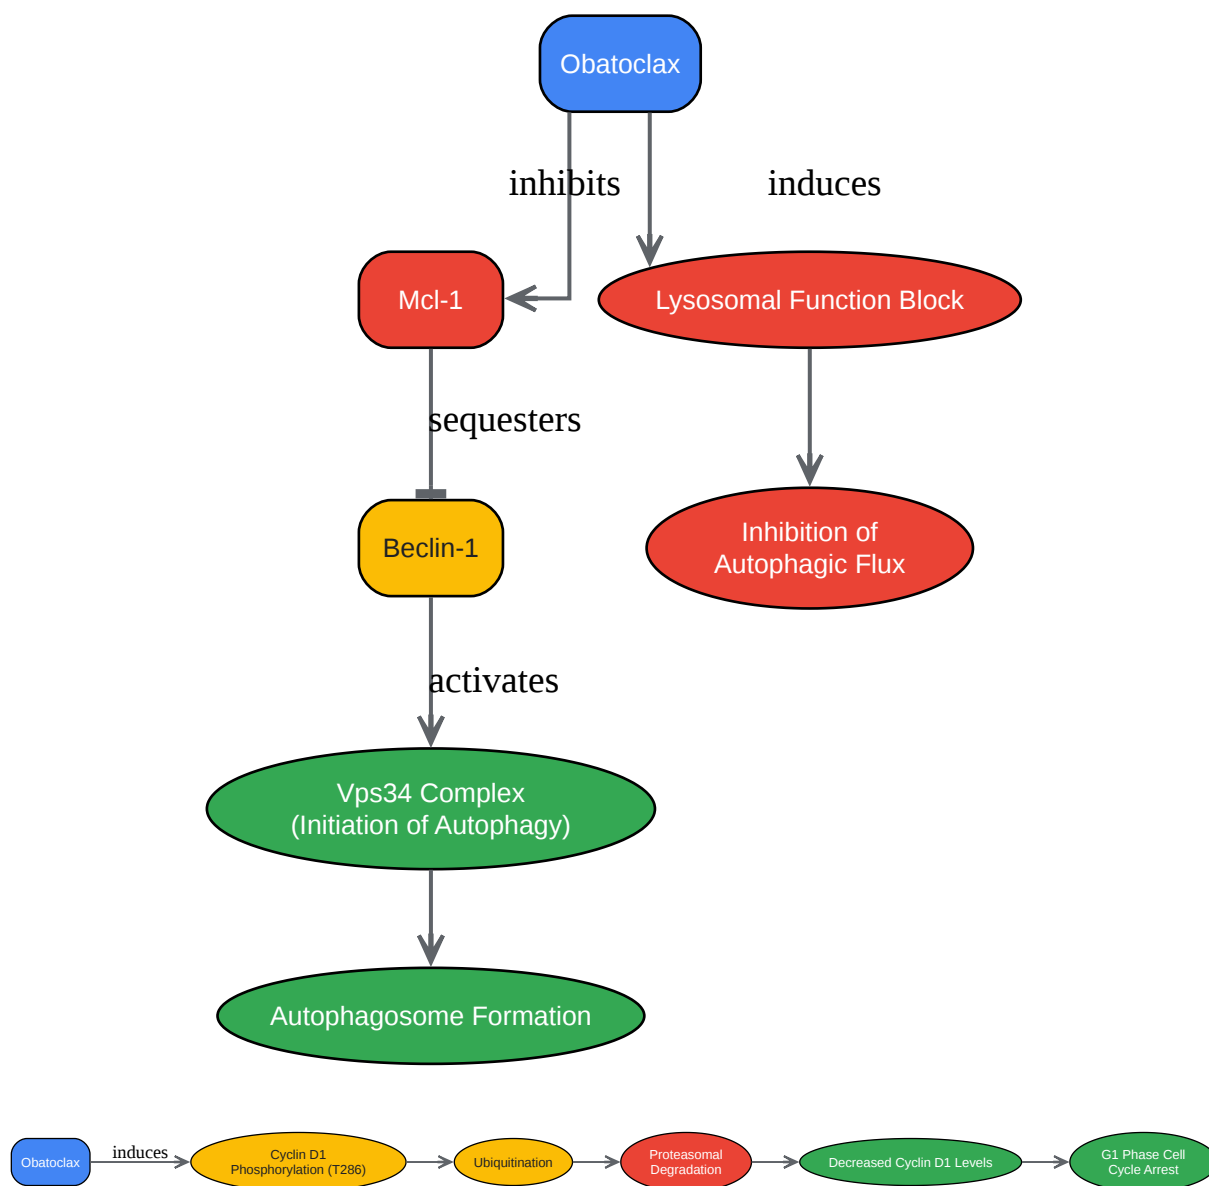 Obatoclax
inhibits
induces
Mcl-1
Lysosomal Function Block
sequesters
Beclin-1
Inhibition of
Autophagic Flux
activates
Vps34 Complex
(Initiation of Autophagy)
Autophagosome Formation
Obatoclax
induces
Cyclin D1
Phosphorylation (T286)
Ubiquitination
Proteasomal
Degradation
Decreased Cyclin D1 Levels
G1 Phase Cell
Cycle Arrest